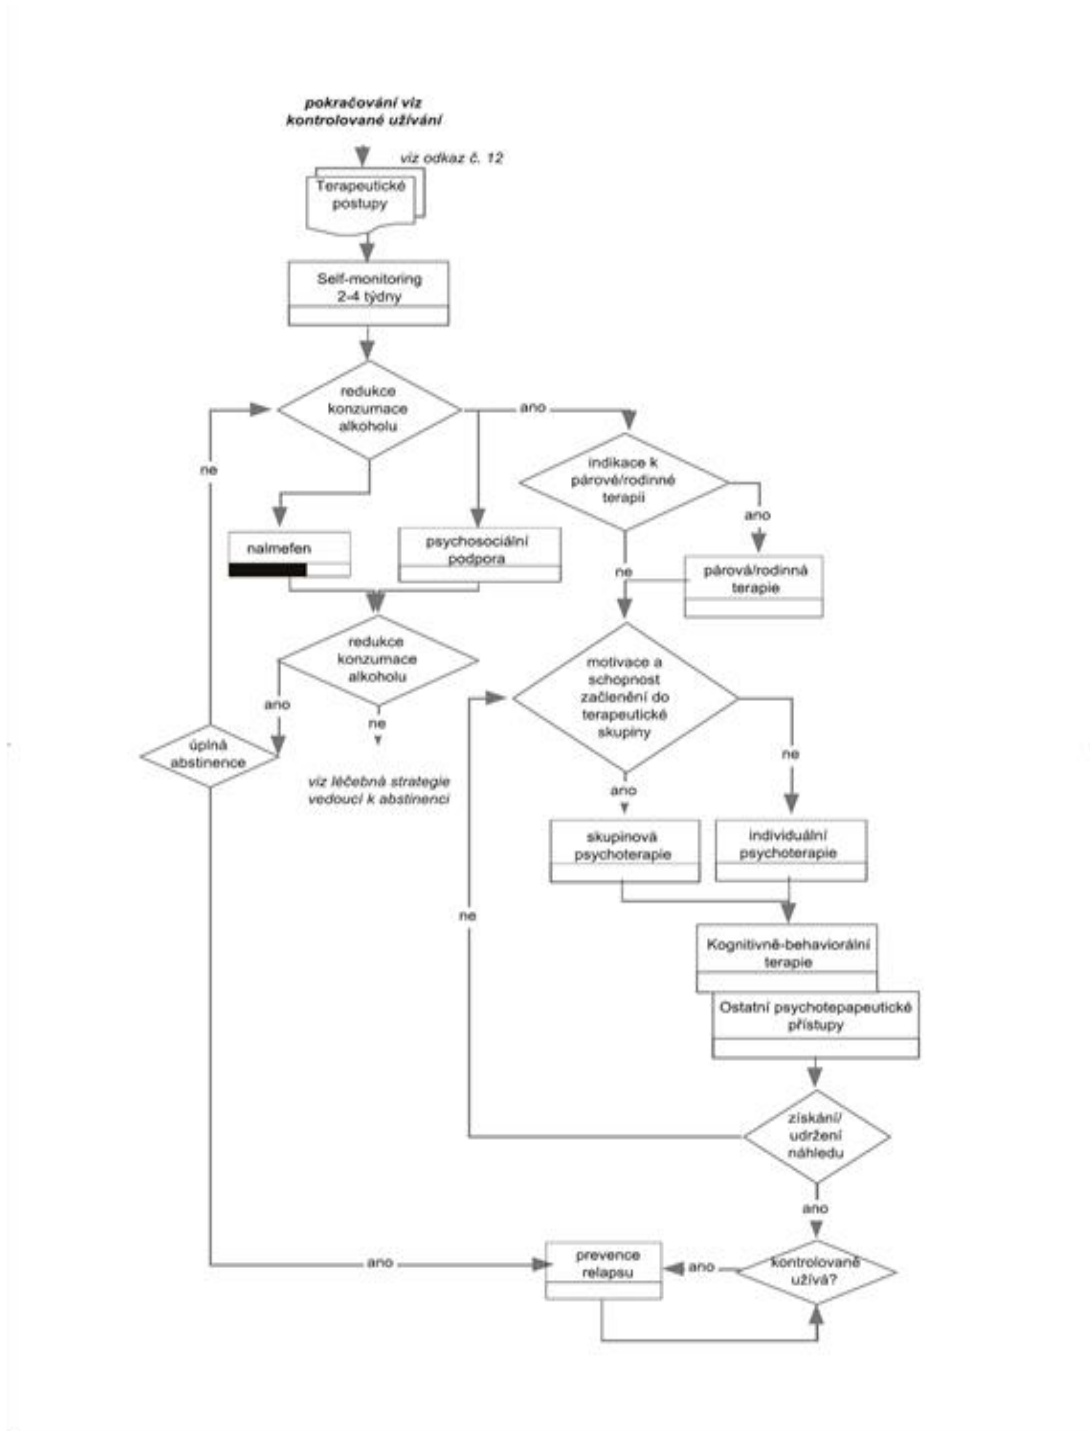 pokračování viz
kontrolované užívání
viz odkaz č. 12
Terapeutické
postupy
Self-monitoring
2-4 týdny
redukce
konzumace
alkoholu
ano
indikace k
párové/rodinné
terapii
ne
ano
nalmefen
psychosociální
podpora
párová/rodinná
terapie
ne
redukce
konzumace
alkoholu
motivace a
schopnost
začlenění do
terapeutické
skupiny
ano
ne
úplná
abstinence
ne
viz léčebná strategie
vedoucí k abstinenci
ano
skupinová
psychoterapie
individuální
psychoterapie
ne
Kognitivně-behaviorální
terapie
Ostatní psychotepapeutické
přístupy
získání/
udržení
náhledu
ano
ano
prevence
relapsu
ano
kontrolovaně
užívá?